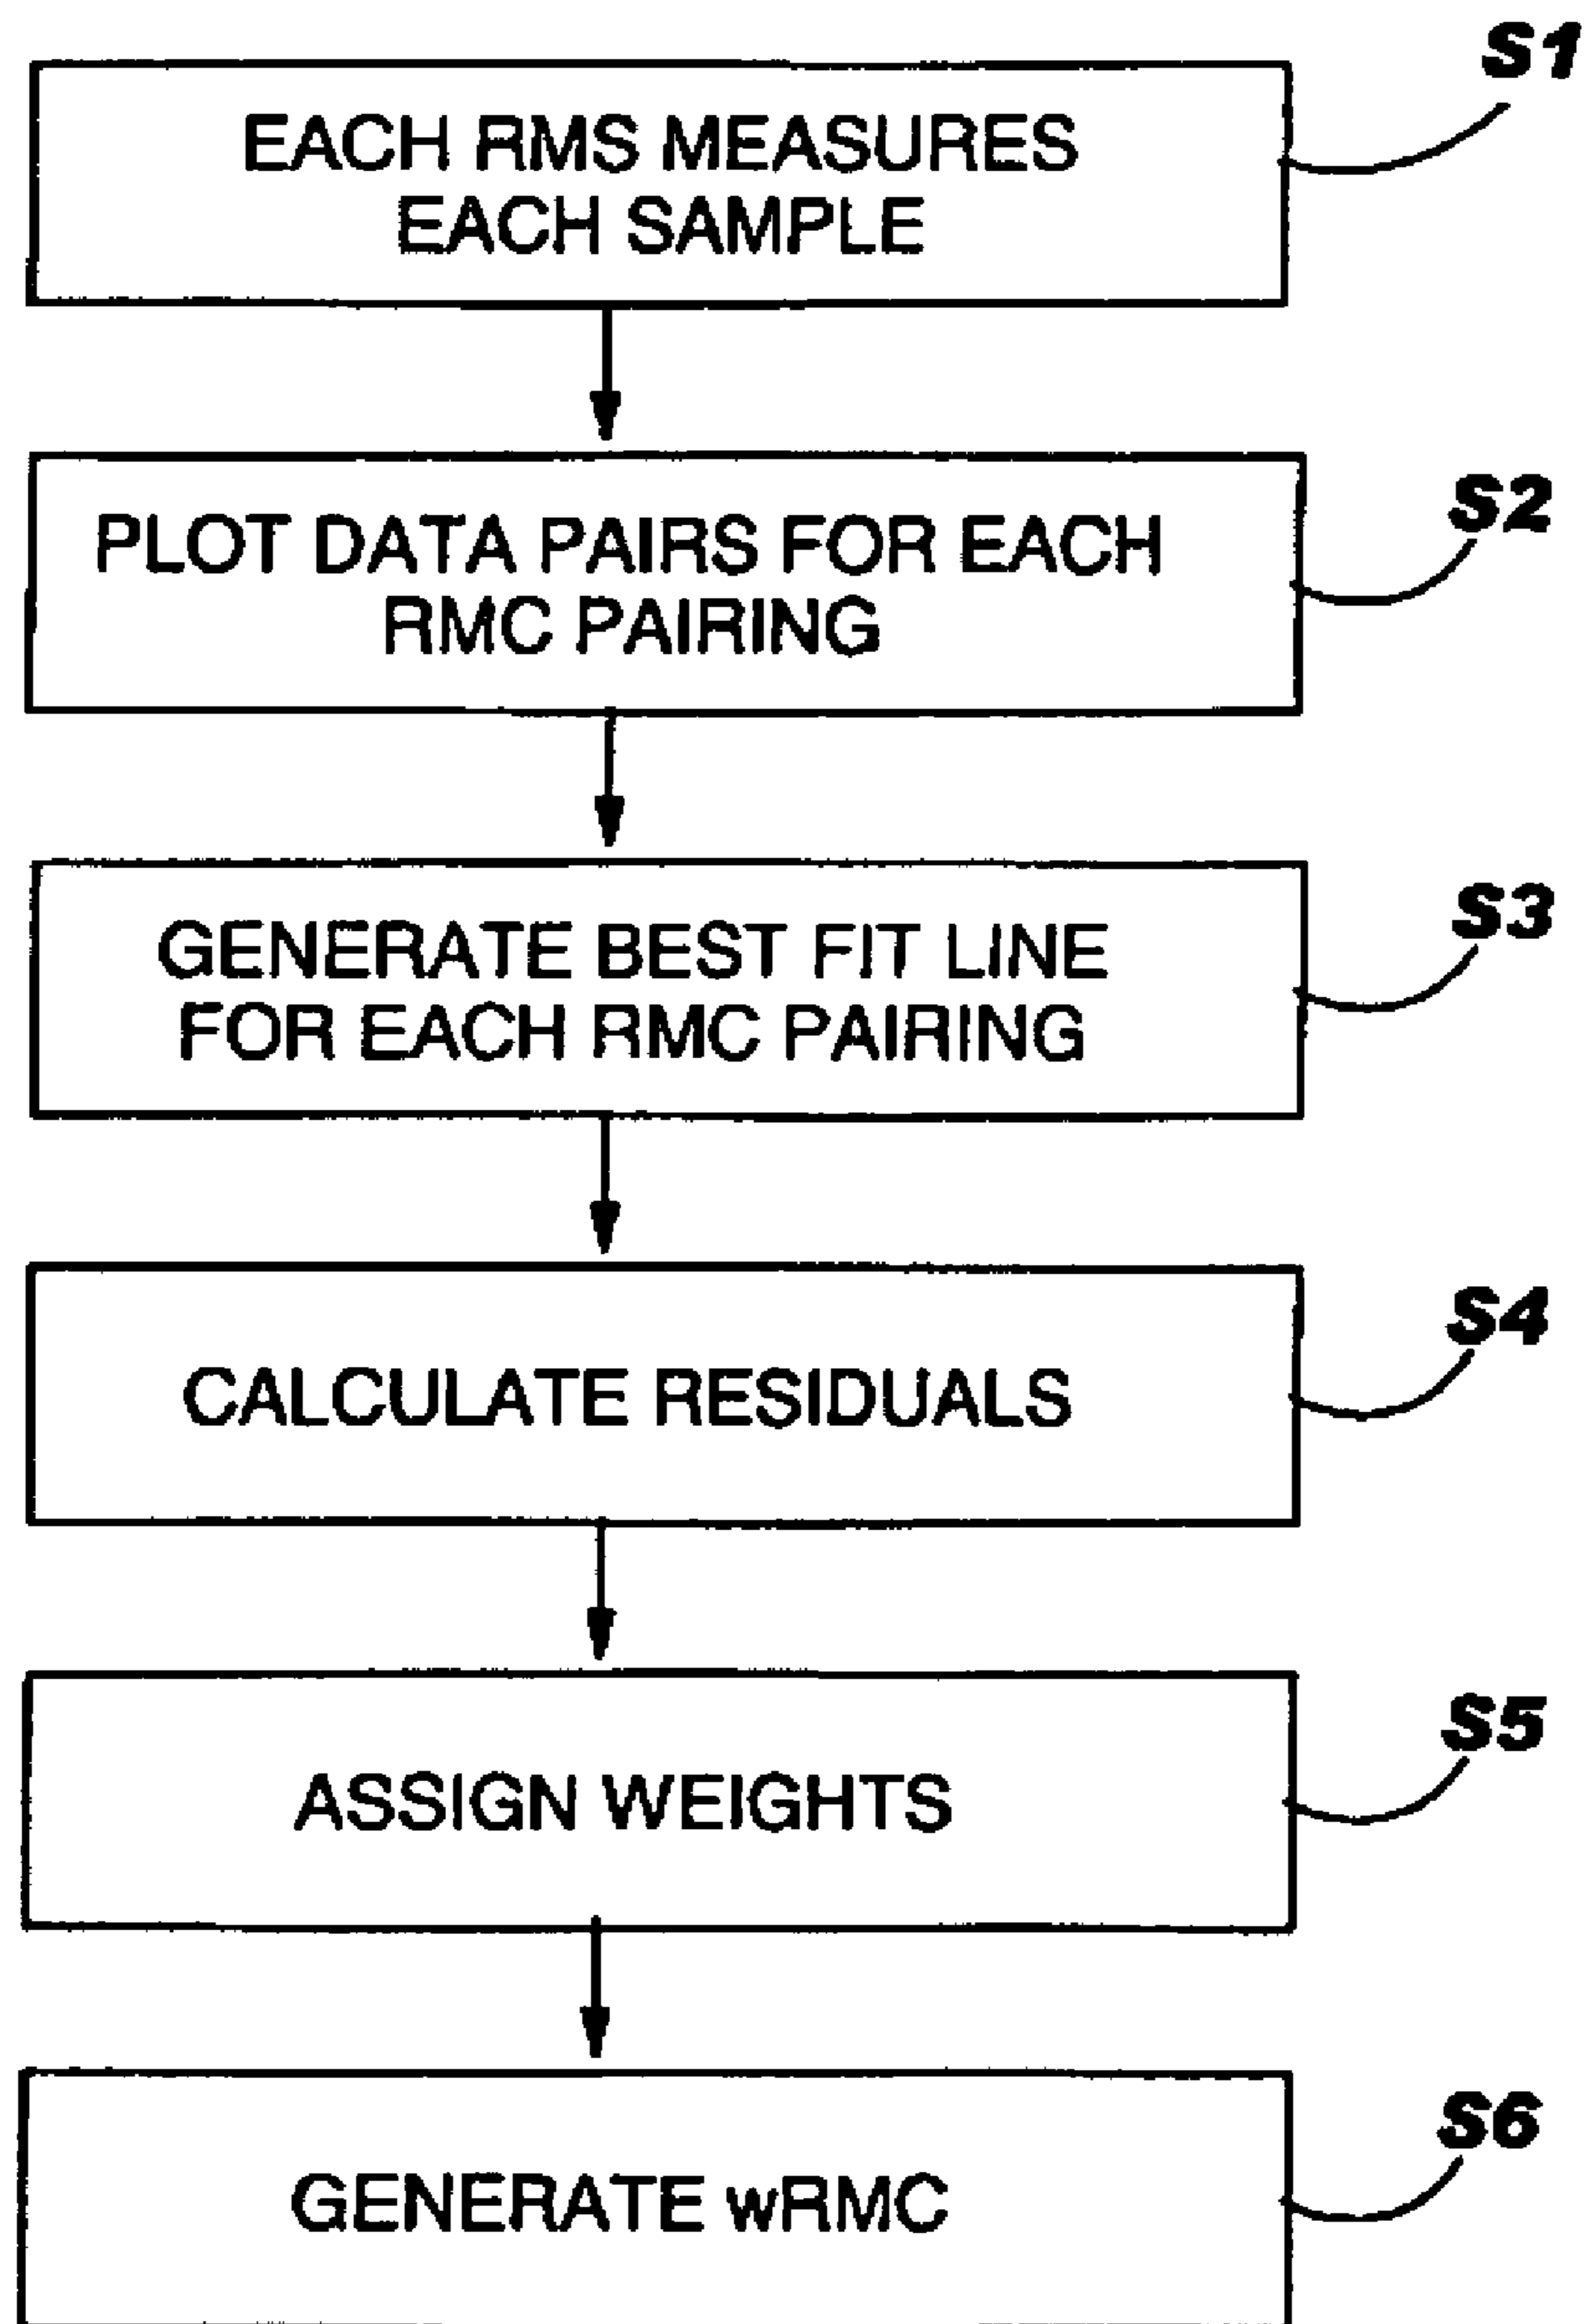 S1
EACH RMS MEASURES
EACH SAMPLE
S2
PLOT DATA PAIRS FOR EACH
RMC PAIRING
S3
GENERATE BEST FIT LINE
FOR EACH RMC PAIRING
S4
CALCULATE RESIDUALS
S5
ASSIGN WEIGHTS
S6
GENERATE wRMC